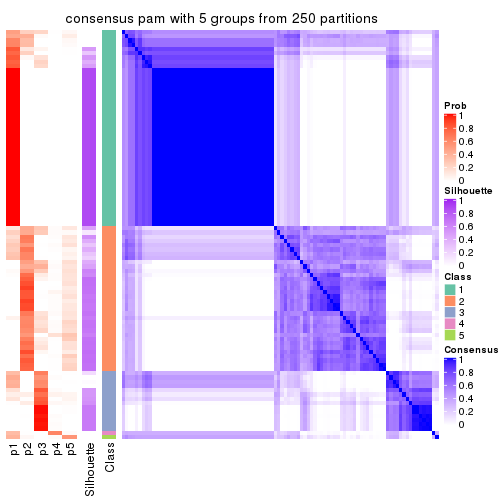 consensus pam with 5 groups from 250 partitions
Prob
1
0.8
0.6
0.4
0.2
0
Silhouette
1
0.8
0.6
0.4
0.2
0
Class
1
2
3
4
5
Consensus
1
0.8
0.6
0.4
0.2
0
p1
p2
p3
p4
p5
Silhouette
Class